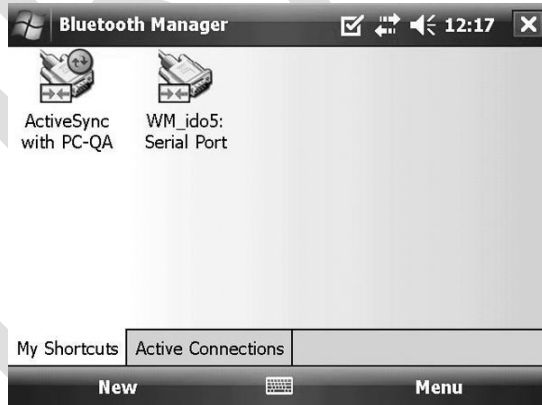 Bluetooth Manager 12:17
ActiveSync
with PC-QA
WM_ido5:
Serial Port
My Shortcuts Active Connections
New Menu